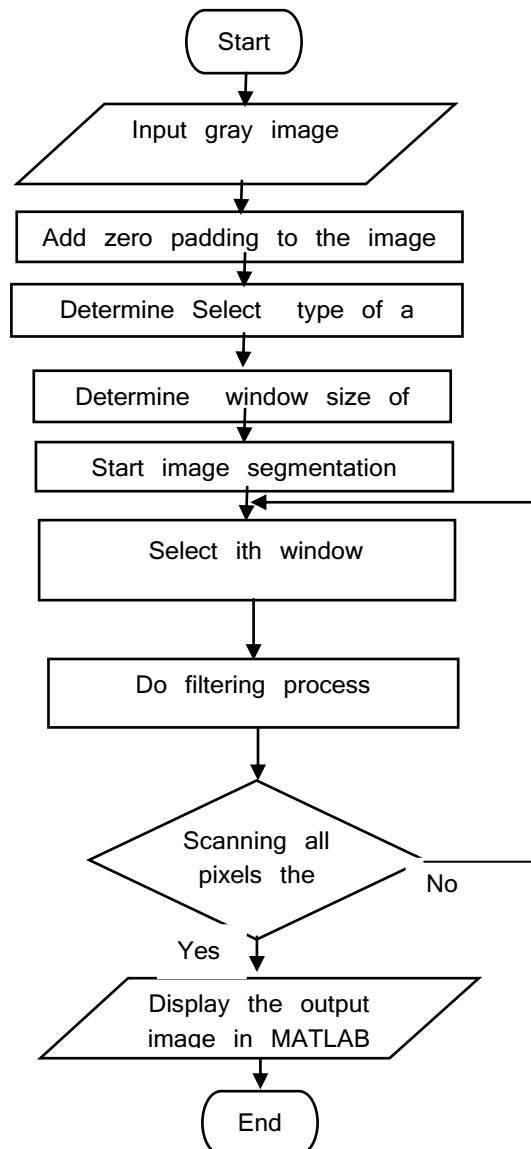 Start
Input gray image
Add zero padding to the image
Determine Select type of a
Determine window size of
Start image segmentation
Select ith window
Do filtering process
Scanning all
pixels the
No
Yes
Display the output
image in MATLAB
End